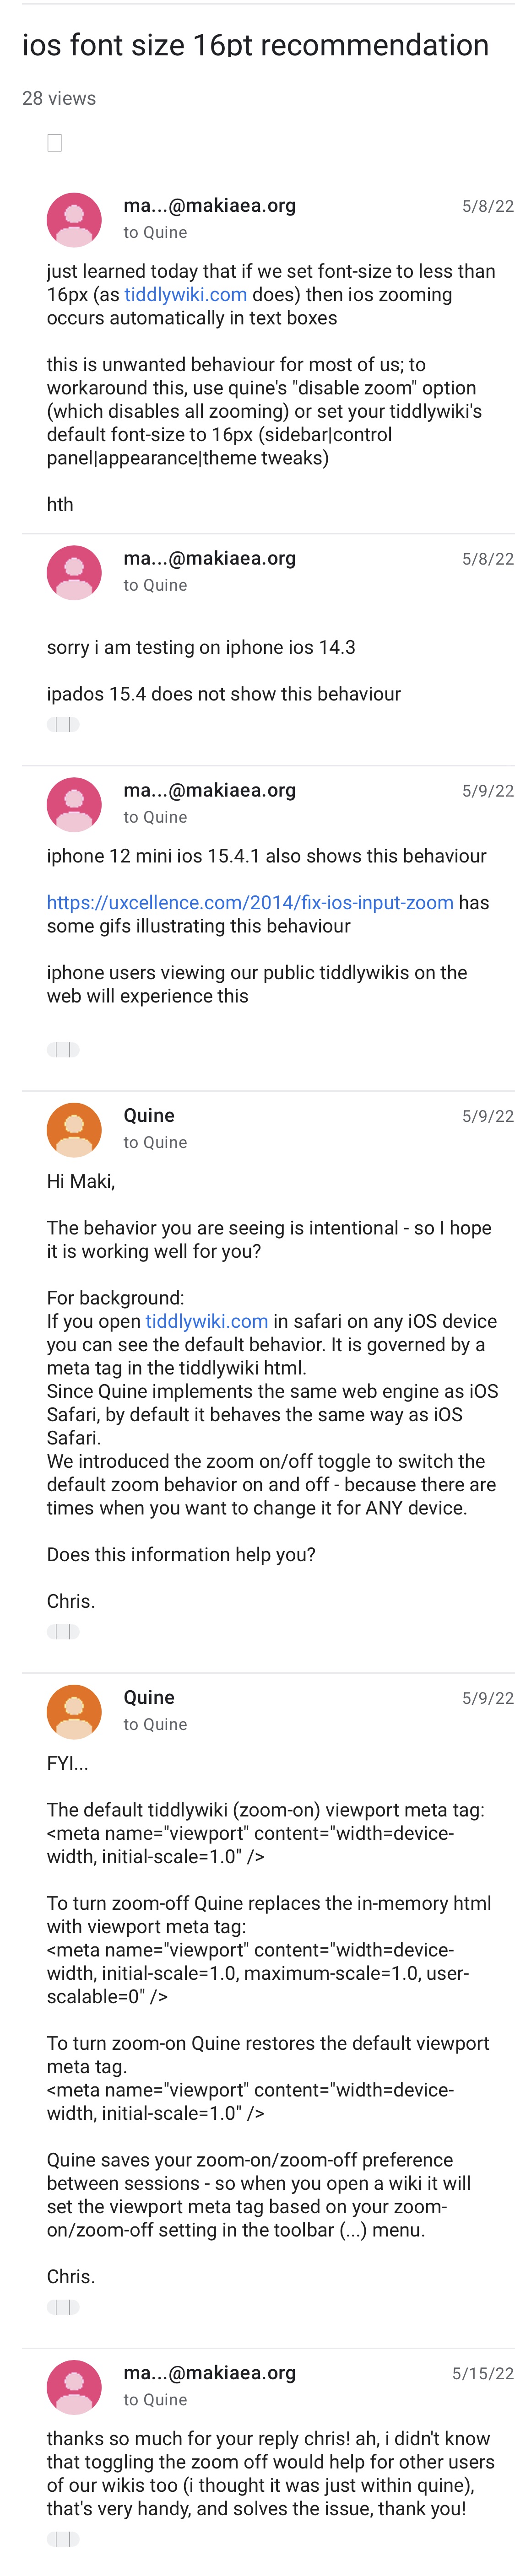 ios font size 16pt recommendation
28 views
ma...@makiaea.org
5/8/22
to Quine
just learned today that if we set font-size to less than
16px (as tiddlywiki.com does) then ios zooming
occurs automatically in text boxes
this is unwanted behaviour for most of us; to
workaround this, use quine's "disable zoom" option
(which disables all zooming) or set your tiddlywiki's
default font-size to 16px (sidebar|control
panel|appearance|theme tweaks)
hth
ma...@makiaea.org
5/8/22
to Quine
sorry i am testing on iphone ios 14.3
ipados 15.4 does not show this behaviour
ma...@makiaea.org
5/9/22
to Quine
iphone 12 mini ios 15.4.1 also shows this behaviour
https://uxcellence.com/2014/fix-ios-input-zoom has
some gifs illustrating this behaviour
iphone users viewing our public tiddlywikis on the
web will experience this
Quine
5/9/22
to Quine
Hi Maki,
The behavior you are seeing is intentional - so I hope
it is working well for you?
For background:
If you open tiddlywiki.com in safari on any iOS device
you can see the default behavior. It is governed by a
meta tag in the tiddlywiki html.
Since Quine implements the same web engine as iOS
Safari, by default it behaves the same way as iOS
Safari.
We introduced the zoom on/off toggle to switch the
default zoom behavior on and off - because there are
times when you want to change it for ANY device.
Does this information help you?
Chris.
Quine
5/9/22
to Quine
FYI...
The default tiddlywiki (zoom-on) viewport meta tag:
<meta name="viewport" content="width=device-
width, initial-scale=1.0" />
To turn zoom-off Quine replaces the in-memory html
with viewport meta tag:
<meta name="viewport" content="width=device-
width, initial-scale=1.0, maximum-scale=1.0, user-
scalable=0" />
To turn zoom-on Quine restores the default viewport
meta tag.
<meta name="viewport" content="width=device-
width, initial-scale=1.0" />
Quine saves your zoom-on/zoom-off preference
between sessions - so when you open a wiki it will
set the viewport meta tag based on your zoom-
on/zoom-off setting in the toolbar (...) menu.
Chris.
ma...@makiaea.org
5/15/22
to Quine
thanks so much for your reply chris! ah, i didn't know
that toggling the zoom off would help for other users
of our wikis too (i thought it was just within quine),
that's very handy, and solves the issue, thank you!